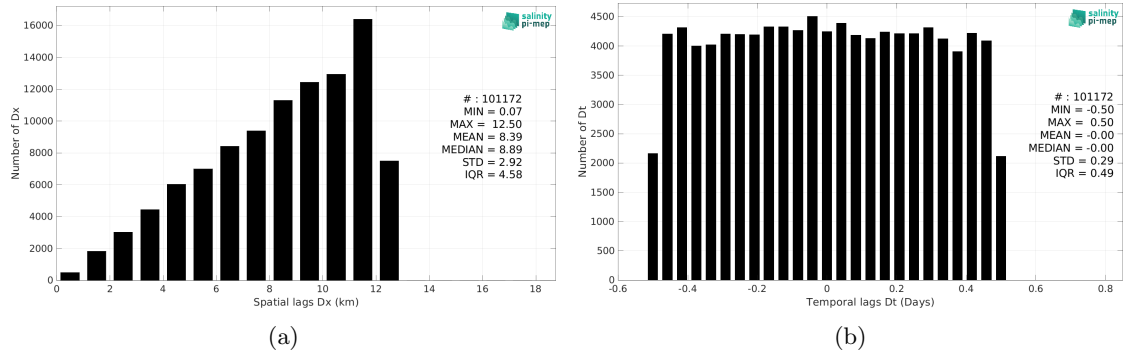 16000
14000
12000
10000
8000
6000
4000
2000
0
Number of Dx
salinity
pi-mep
# : 101172
MIN = 0.07
MAX = 12.50
MEAN = 8.39
MEDIAN = 8.89
STD = 2.92
IQR = 4.58
0 2 4 6 8 10 12 14 16 18
Spatial lags Dx (km)
(a)
4500
4000
3500
3000
2500
2000
1500
1000
500
0
Number of Dt
salinity
pi-mep
# : 101172
MIN = -0.50
MAX = 0.50
MEAN = -0.00
MEDIAN = -0.00
STD = 0.29
IQR = 0.49
-0.6 -0.4 -0.2 0 0.2 0.4 0.6 0.8
Temporal lags Dt (Days)
(b)